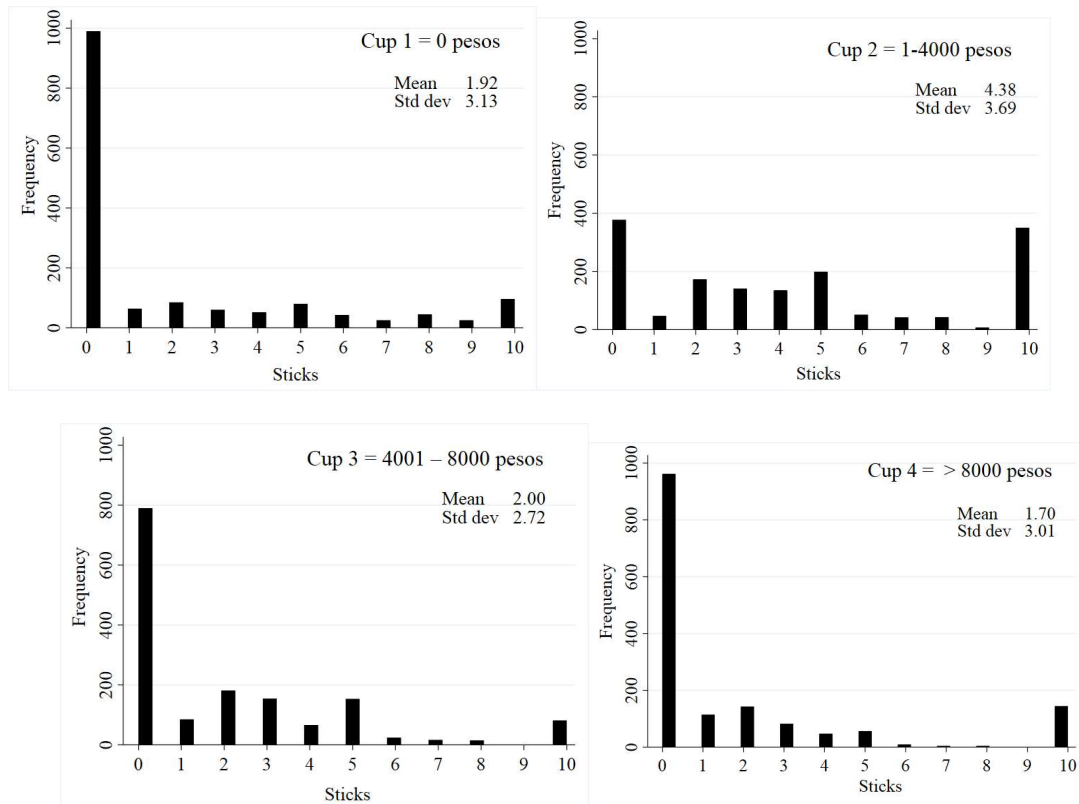 Cup 1 = 0 pesos
Mean 1.92
Std dev 3.13
Frequency
1000
800
600
400
200
0
0 1 2 3 4 5 6 7 8 9 10
Sticks
Cup 2 = 1-4000 pesos
Mean 4.38
Std dev 3.69
Frequency
1000
800
600
400
200
0
0 1 2 3 4 5 6 7 8 9 10
Sticks
Cup 3 = 4001 – 8000 pesos
Mean 2.00
Std dev 2.72
Frequency
1000
800
600
400
200
0
0 1 2 3 4 5 6 7 8 9 10
Sticks
Cup 4 = > 8000 pesos
Mean 1.70
Std dev 3.01
Frequency
1000
800
600
400
200
0
0 1 2 3 4 5 6 7 8 9 10
Sticks